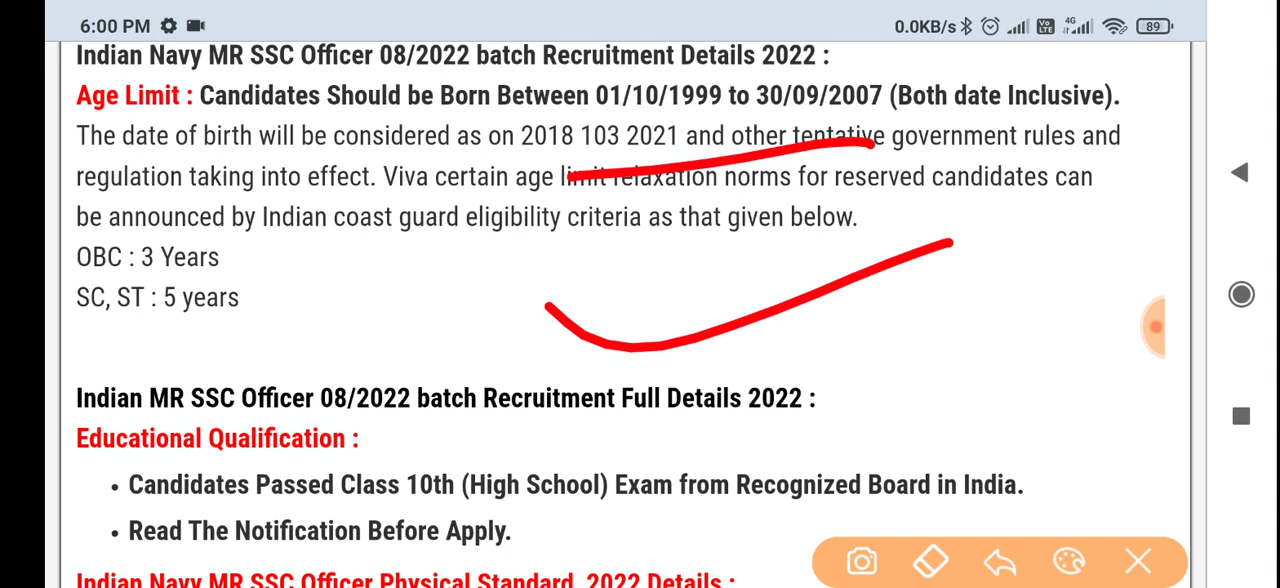 6:00 PM
0.0KB/s
Vo LTE
4G
89
Indian Navy MR SSC Officer 08/2022 batch Recruitment Details 2022 :
Age Limit : Candidates Should be Born Between 01/10/1999 to 30/09/2007 (Both date Inclusive).
The date of birth will be considered as on 2018 103 2021 and other tentative government rules and
regulation taking into effect. Viva certain age limit relaxation norms for reserved candidates can
be announced by Indian coast guard eligibility criteria as that given below.
OBC : 3 Years
SC, ST : 5 years
Indian MR SSC Officer 08/2022 batch Recruitment Full Details 2022 :
Educational Qualification :
• Candidates Passed Class 10th (High School) Exam from Recognized Board in India.
• Read The Notification Before Apply.
Indian Navy MR SSC Officer Physical Standard 2022 Details :